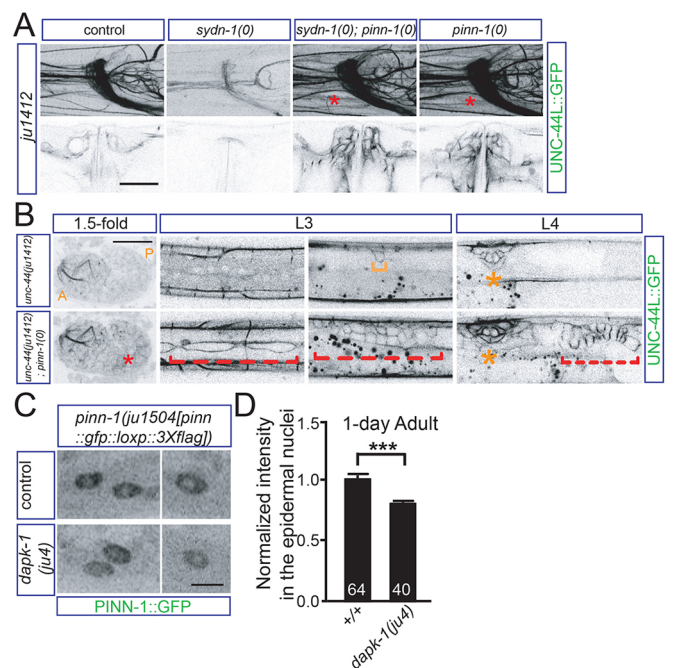 A
control
sydn-1(0)
sydn-1(0); pinn-1(0)
pinn-1(0)
ju1412
*
*
UNC-44L::GFP
B
1.5-fold
L3
L4
unc-44(ju1412)
P
A
*
unc-44(ju1412)
; pinn-1(0)
*
*
UNC-44L::GFP
C
pinn-1(ju1504[pinn
::gfp::loxp::3Xflag])
control
dapk-1
(ju4)
PINN-1::GFP
D
1-day Adult
***
Normalized intensity
in the epidermal nuclei
1.5
1.0
0.5
0.0
64
40
+/+
dapk-1(ju4)